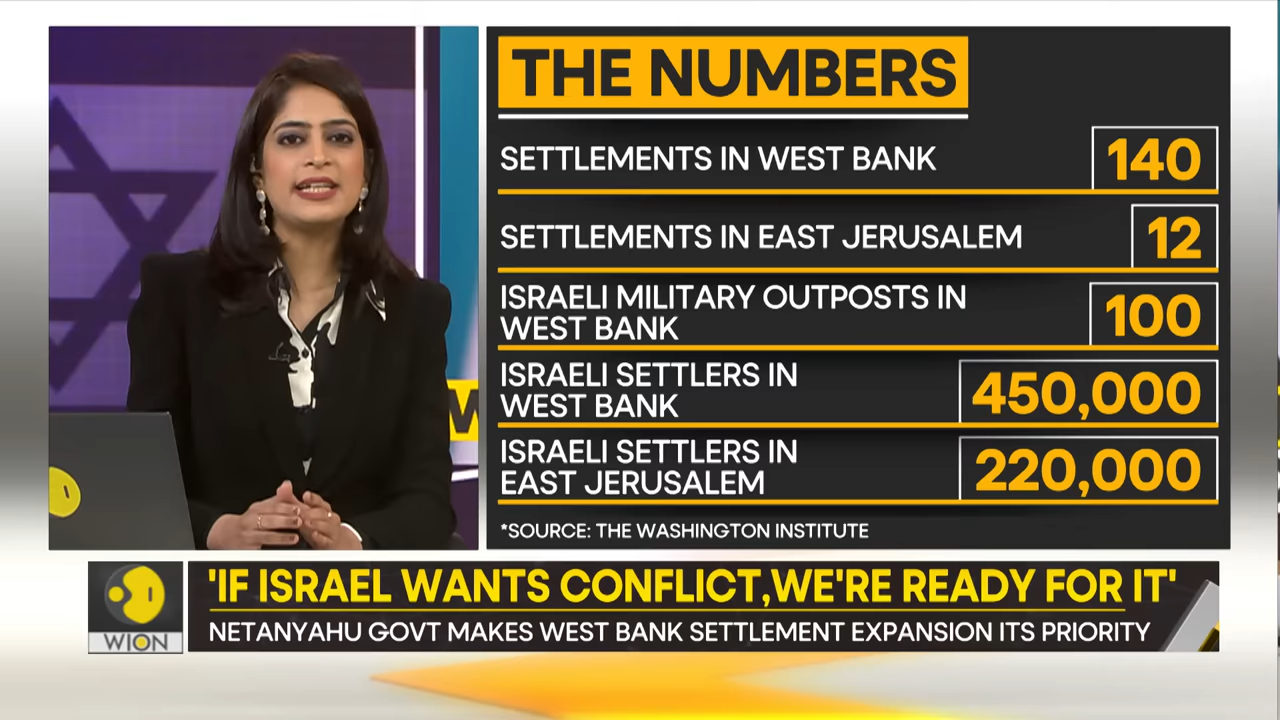 THE NUMBERS
SETTLEMENTS IN WEST BANK
140
SETTLEMENTS IN EAST JERUSALEM
12
ISRAELI MILITARY OUTPOSTS IN
WEST BANK
100
ISRAELI SETTLERS IN
WEST BANK
450,000
ISRAELI SETTLERS IN
EAST JERUSALEM
220,000
*SOURCE: THE WASHINGTON INSTITUTE
'IF ISRAEL WANTS CONFLICT,WE'RE READY FOR IT'
NETANYAHU GOVT MAKES WEST BANK SETTLEMENT EXPANSION ITS PRIORITY
WION